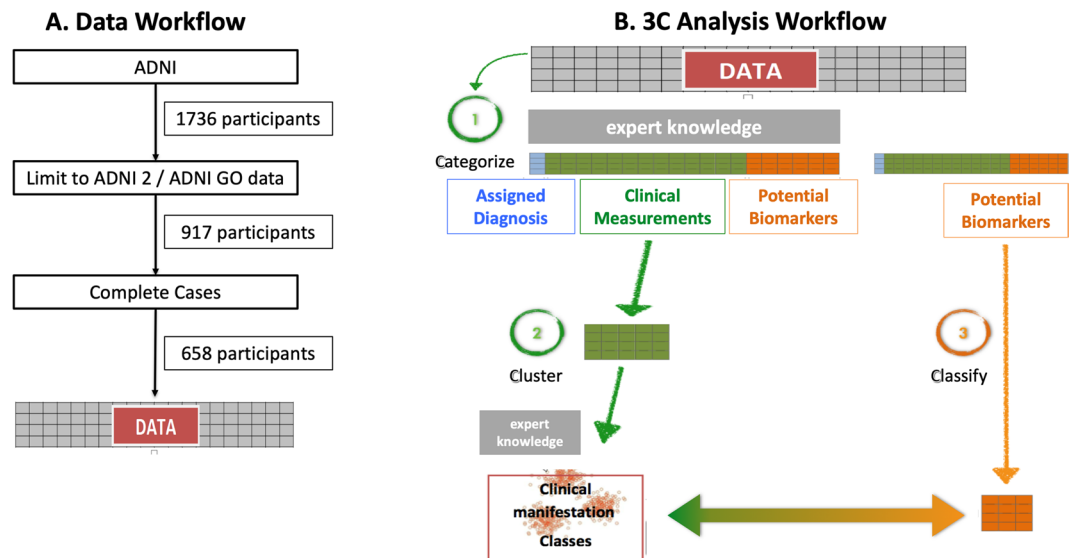 A. Data Workflow
ADNI
1736 participants
Limit to ADNI 2 / ADNI GO data
917 participants
Complete Cases
658 participants
DATA
B. 3C Analysis Workflow
DATA
1
expert knowledge
Categorize
Assigned
Diagnosis
Clinical
Measurements
Potential
Biomarkers
Potential
Biomarkers
2
Cluster
3
Classify
expert
knowledge
Clinical
manifestation
Classes